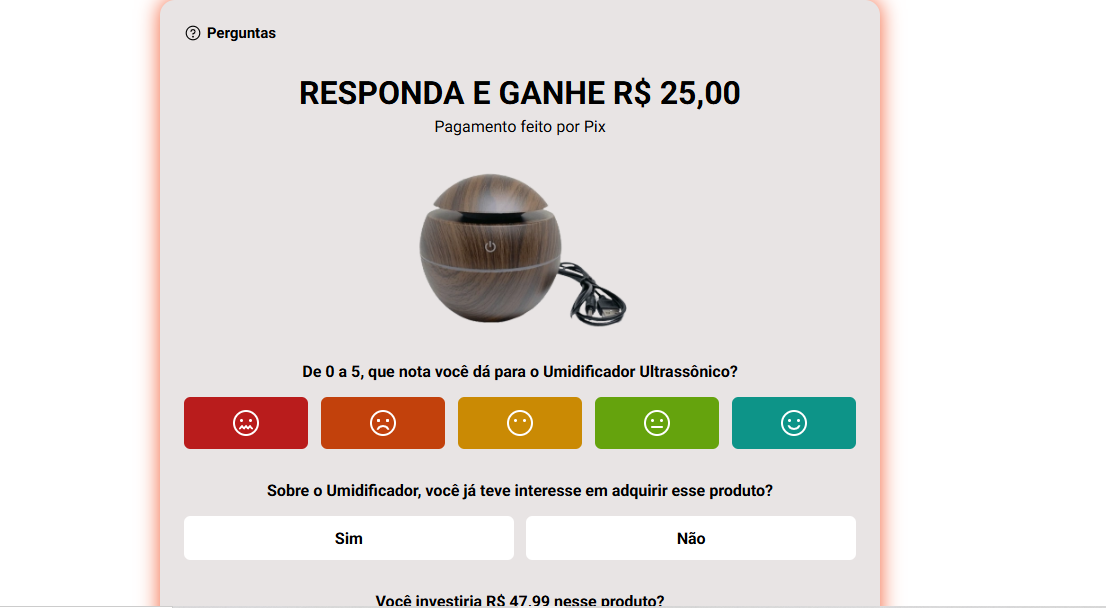 Perguntas
RESPONDA E GANHE R$ 25,00
Pagamento feito por Pix
De 0 a 5, que nota você dá para o Umidificador Ultrassônico?
Sobre o Umidificador, você já teve interesse em adquirir esse produto?
Sim Não
Você investiria R$ 47,99 nesse produto?